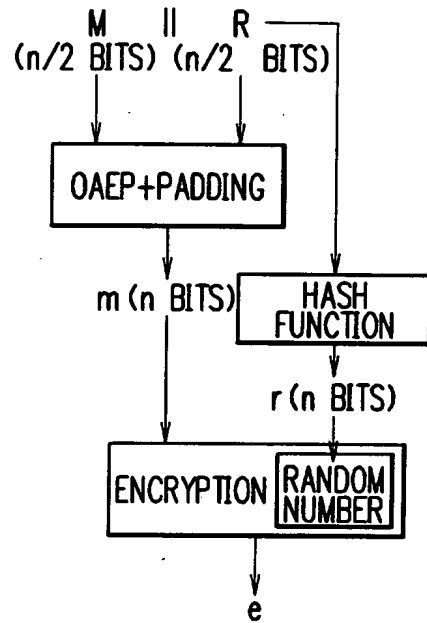 M || R
(n/2 BITS) (n/2 BITS)
OAEP+PADDING
m (n BITS)
HASH
FUNCTION
r (n BITS)
ENCRYPTION
RANDOM
NUMBER
e